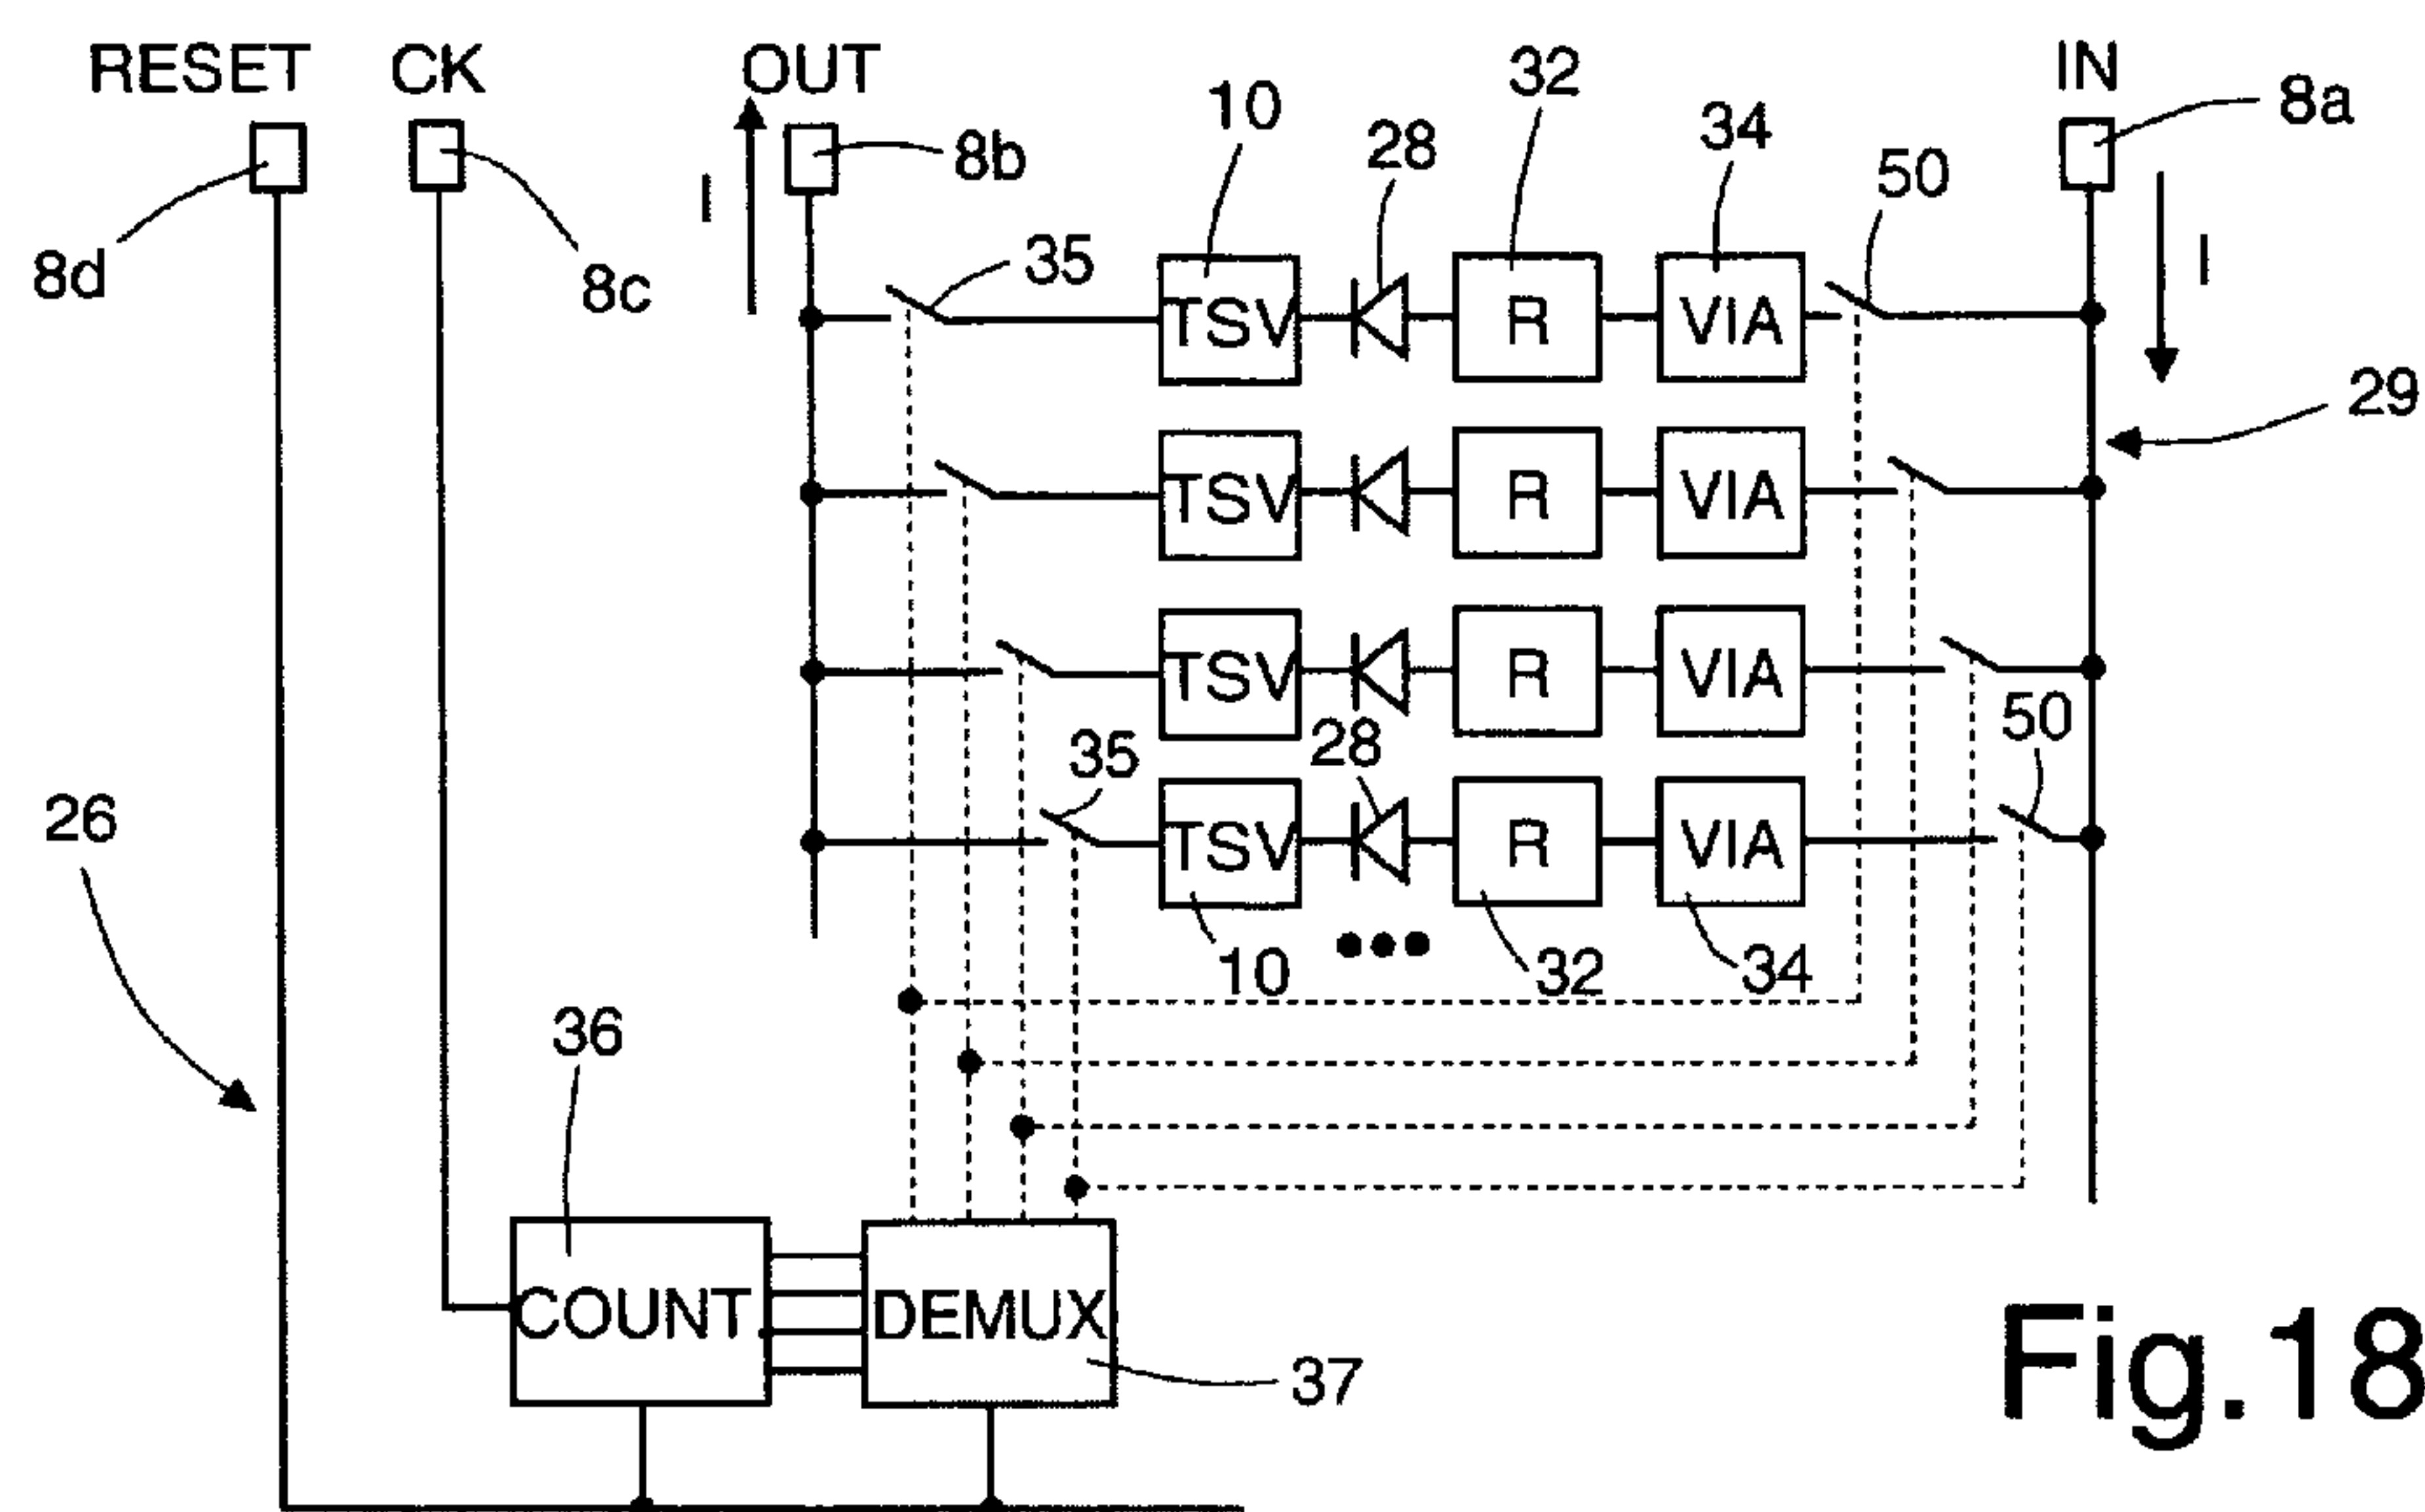 RESET CK OUT IN
10 28 32 34 50 8a
8d 8c I 8b 35 I
29
TSV R VIA
TSV R VIA
TSV R VIA
35 28 50
TSV R VIA
26
10 32 34
36
COUNT DEMUX
37
Fig.18